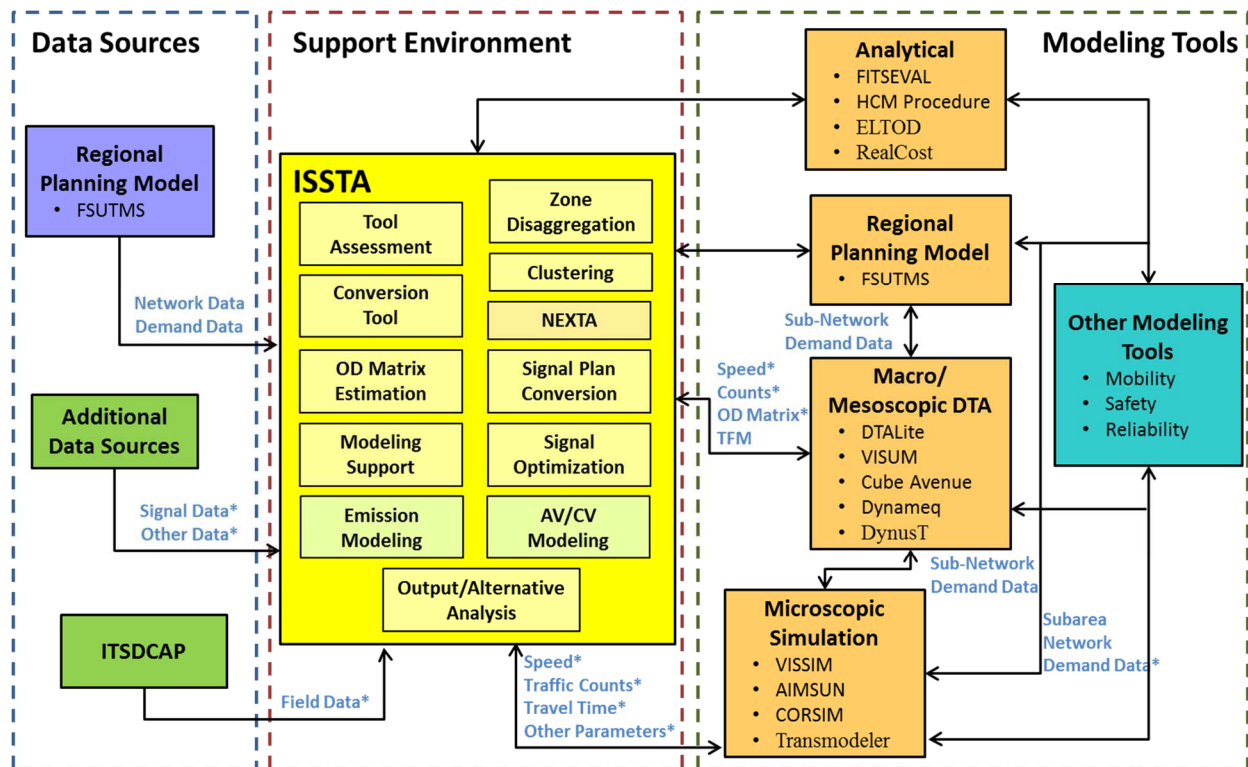 Data Sources
Regional
Planning Model
• FSUTMS
Network Data
Demand Data
Additional
Data Sources
Signal Data*
Other Data*
ITSDCAP
Field Data*
Support Environment
ISSTA
Tool
Assessment
Zone
Disaggregation
Conversion
Tool
Clustering
NEXTA
OD Matrix
Estimation
Signal Plan
Conversion
Modeling
Support
Signal
Optimization
Emission
Modeling
AV/CV
Modeling
Output/Alternative
Analysis
Speed*
Traffic Counts*
Travel Time*
Other Parameters*
Modeling Tools
Analytical
• FITSEVAL
• HCM Procedure
• ELTOD
• RealCost
Regional
Planning Model
• FSUTMS
Sub-Network
Demand Data
Speed*
Counts*
OD Matrix*
TFM
Macro/
Mesoscopic DTA
• DTALite
• VISUM
• Cube Avenue
• Dynameq
• DynusT
Sub-Network
Demand Data
Microscopic
Simulation
• VISSIM
• AIMSUN
• CORSIM
• Transmodeler
Subarea
Network
Demand Data*
Other Modeling
Tools
• Mobility
• Safety
• Reliability